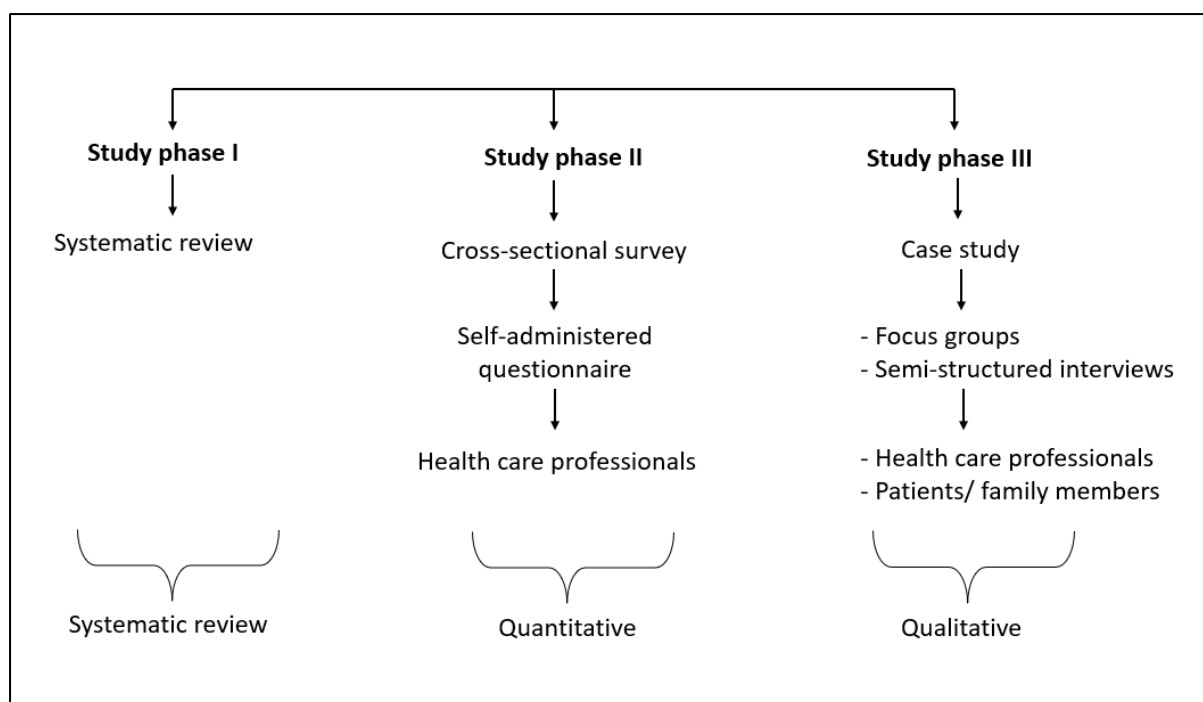 Study phase I
Systematic review
Systematic review
Study phase II
Cross-sectional survey
Self-administered
questionnaire
Health care professionals
Quantitative
Study phase III
Case study
- Focus groups
- Semi-structured interviews
- Health care professionals
- Patients/ family members
Qualitative